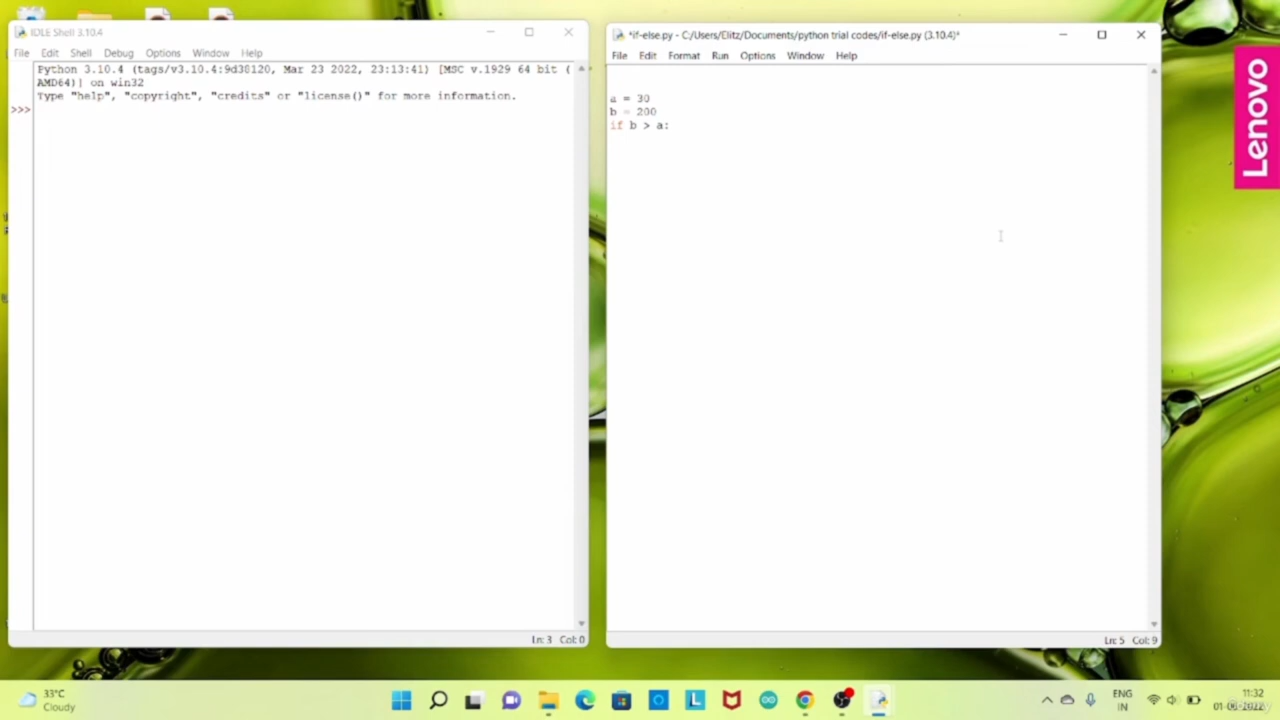 IDLE Shell 3.10.4
File Edit Shell Debug Options Window Help
Python 3.10.4 (tags/v3.10.4:9d38120, Mar 23 2022, 23:13:41) [MSC v.1929 64 bit (
AMD64)] on win32
Type "help", "copyright", "credits" or "license()" for more information.
>>>
Ln: 3 Col: 0
*if-else.py - C:/Users/Elitz/Documents/python trial codes/if-else.py (3.10.4)*
File Edit Format Run Options Window Help
a = 30
b = 200
if b > a:
Ln: 5 Col: 9
Lenovo
33°C
Cloudy
ENG
IN
11:32
01-06-2022